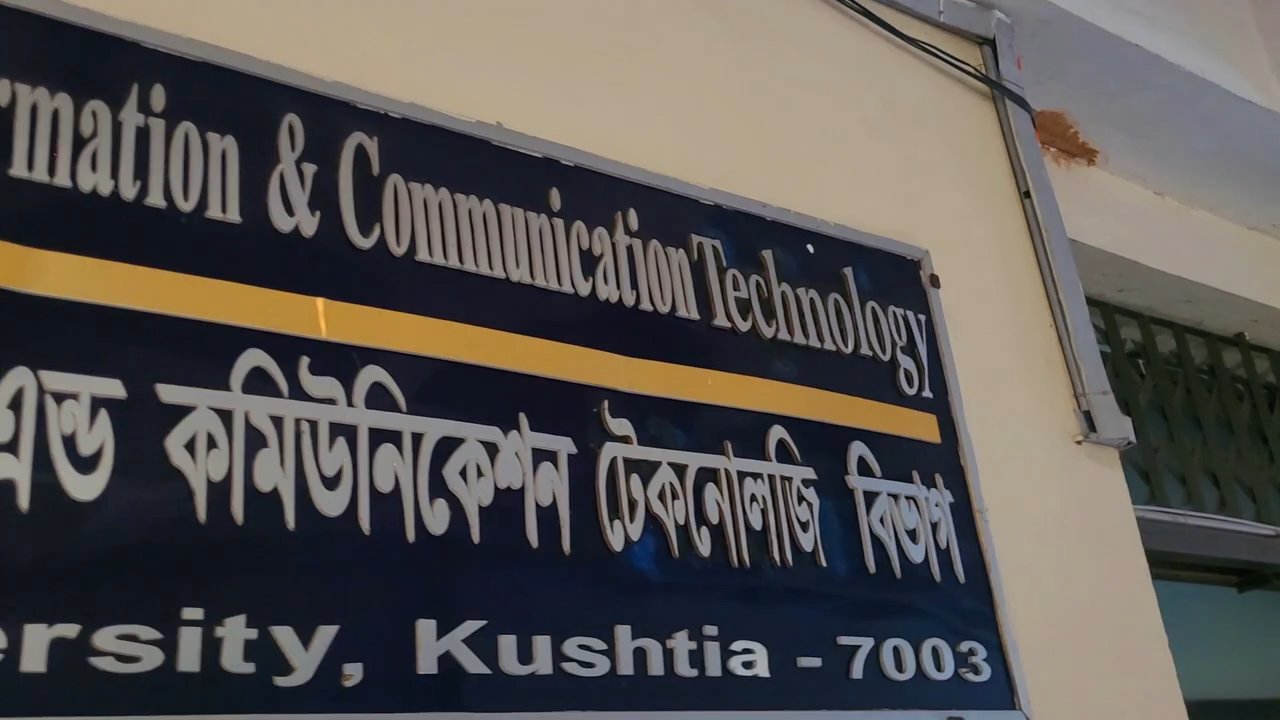 rmation & Communication Technology
এন্ড কমিউনিকেশন টেকনোলজি বিভাগ
ersity, Kushtia - 7003